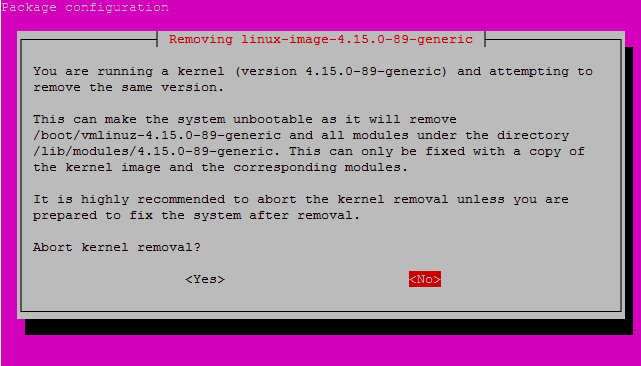 Package configuration
Removing linux-image-4.15.0-89-generic
You are running a kernel (version 4.15.0-89-generic) and attempting to
remove the same version.
This can make the system unbootable as it will remove
/boot/vmlinuz-4.15.0-89-generic and all modules under the directory
/lib/modules/4.15.0-89-generic. This can only be fixed with a copy of
the kernel image and the corresponding modules.
It is highly recommended to abort the kernel removal unless you are
prepared to fix the system after removal.
Abort kernel removal?
<Yes> <No>